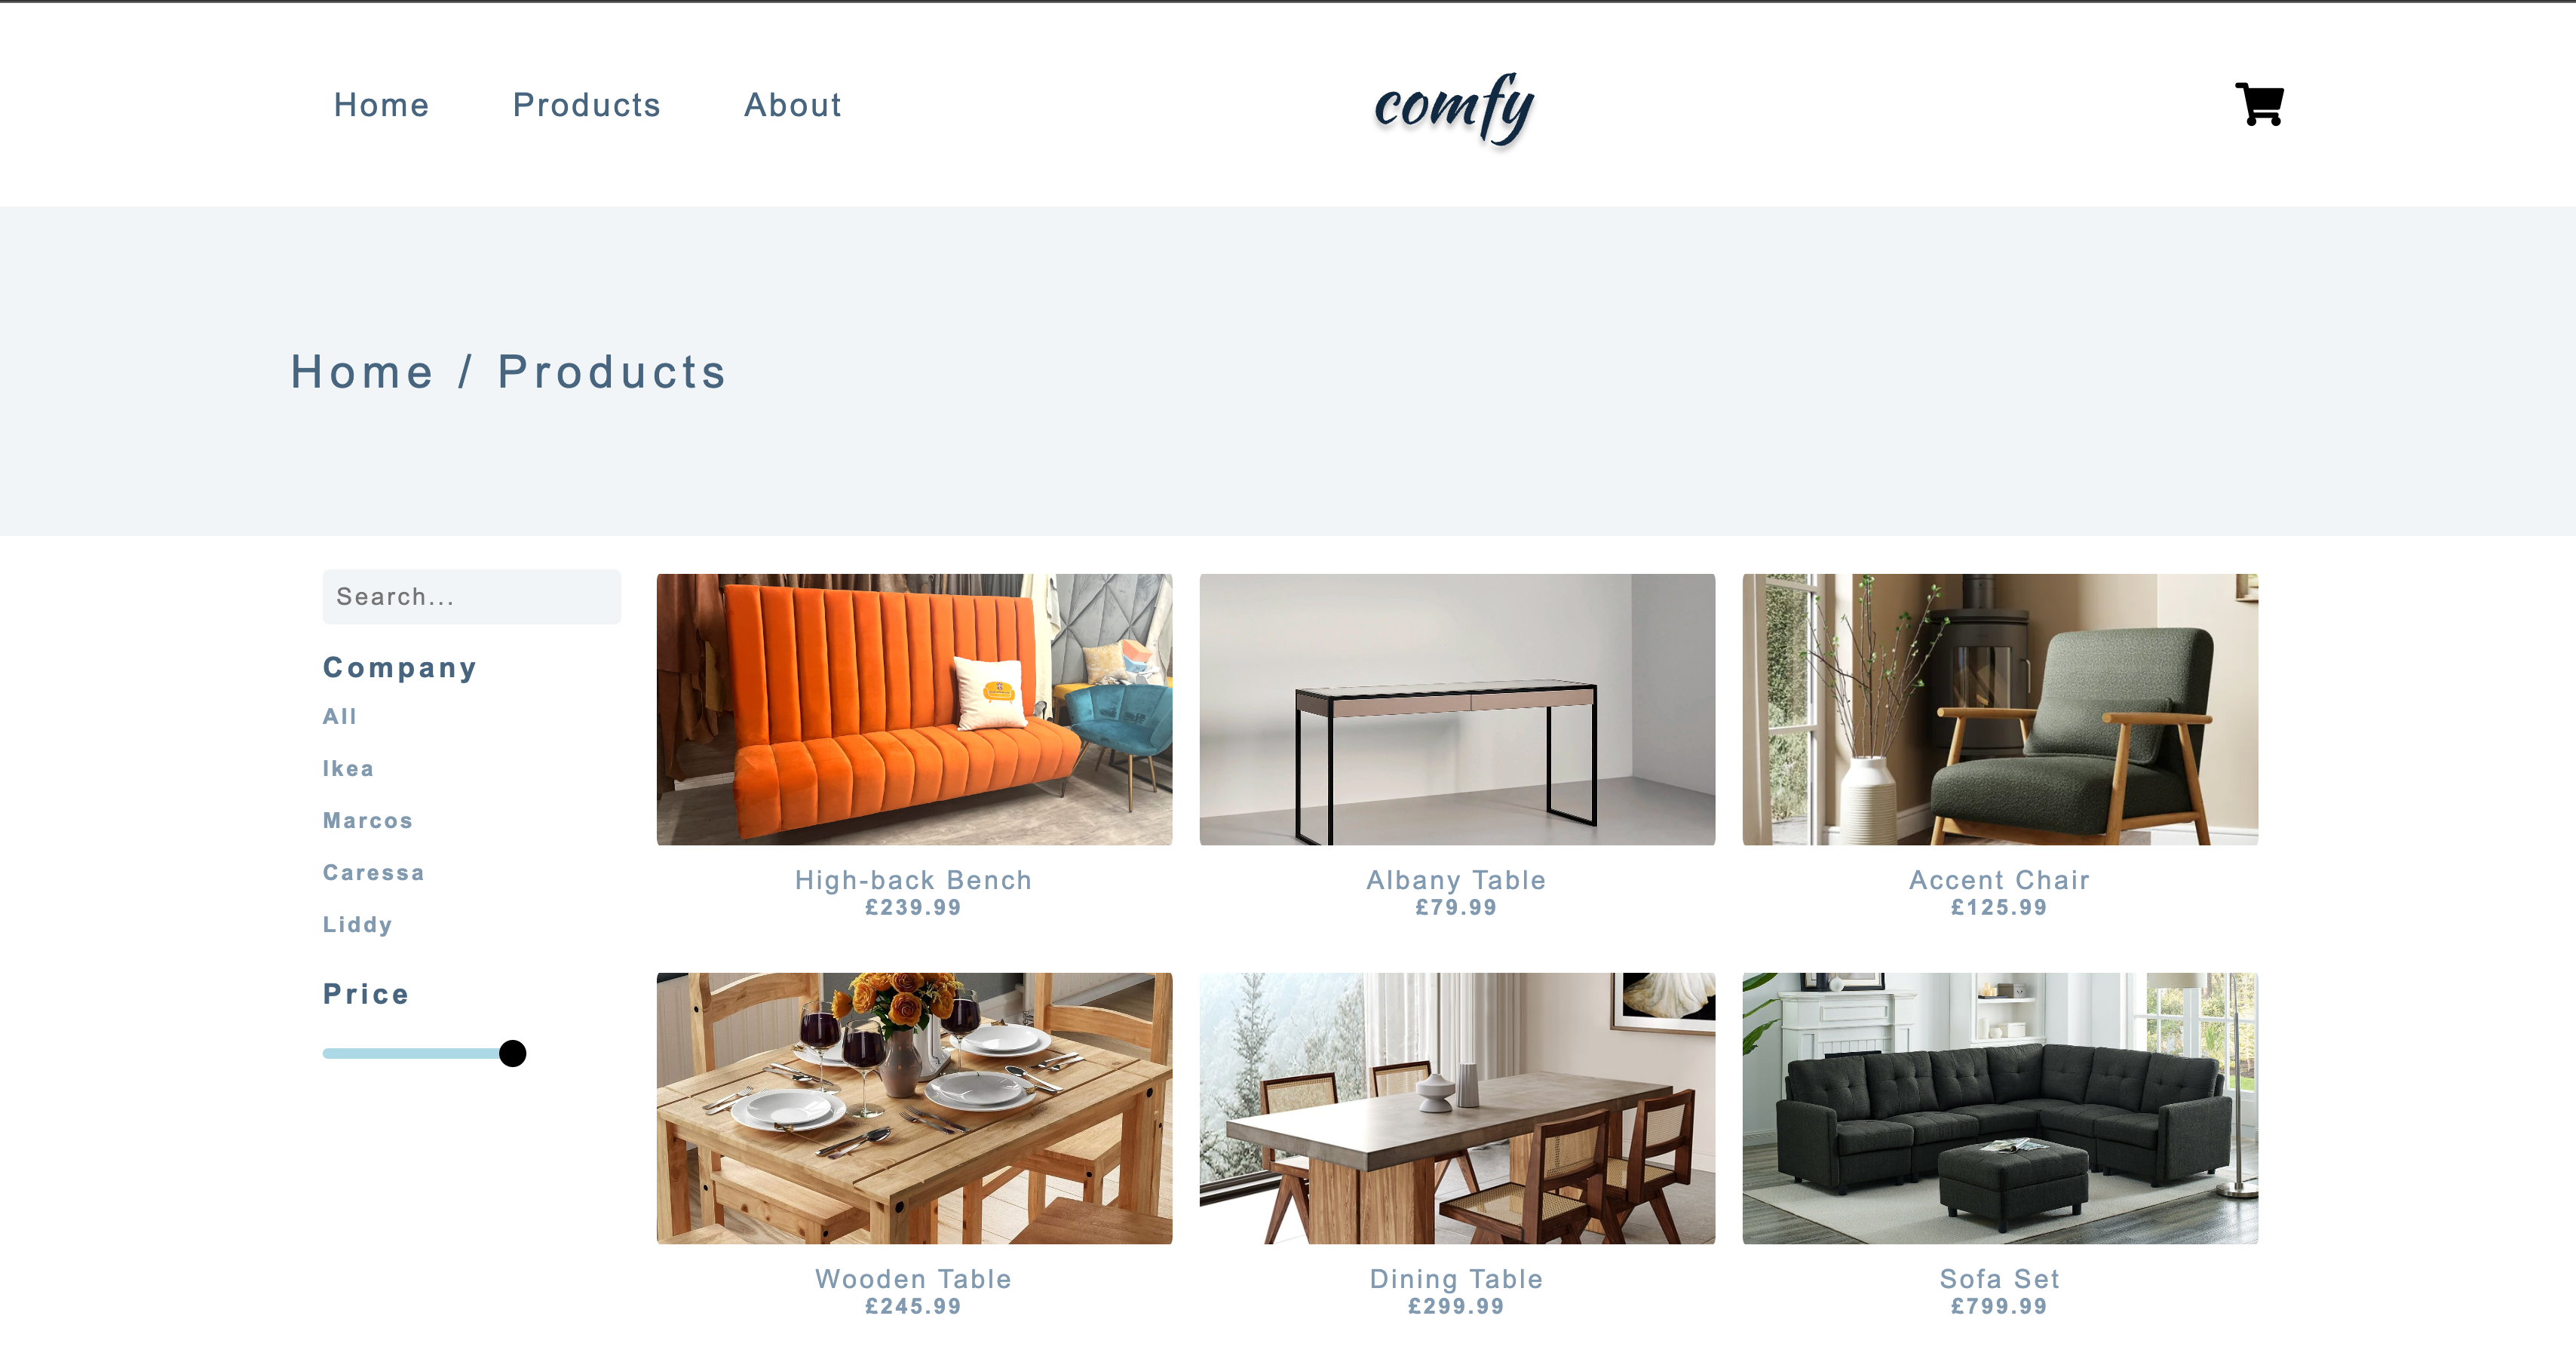 Home Products About comfy
Home / Products
Search...
Company
All
Ikea
Marcos
Caressa
Liddy
Price
High-back Bench
£239.99
Albany Table
£79.99
Accent Chair
£125.99
Wooden Table
£245.99
Dining Table
£299.99
Sofa Set
£799.99